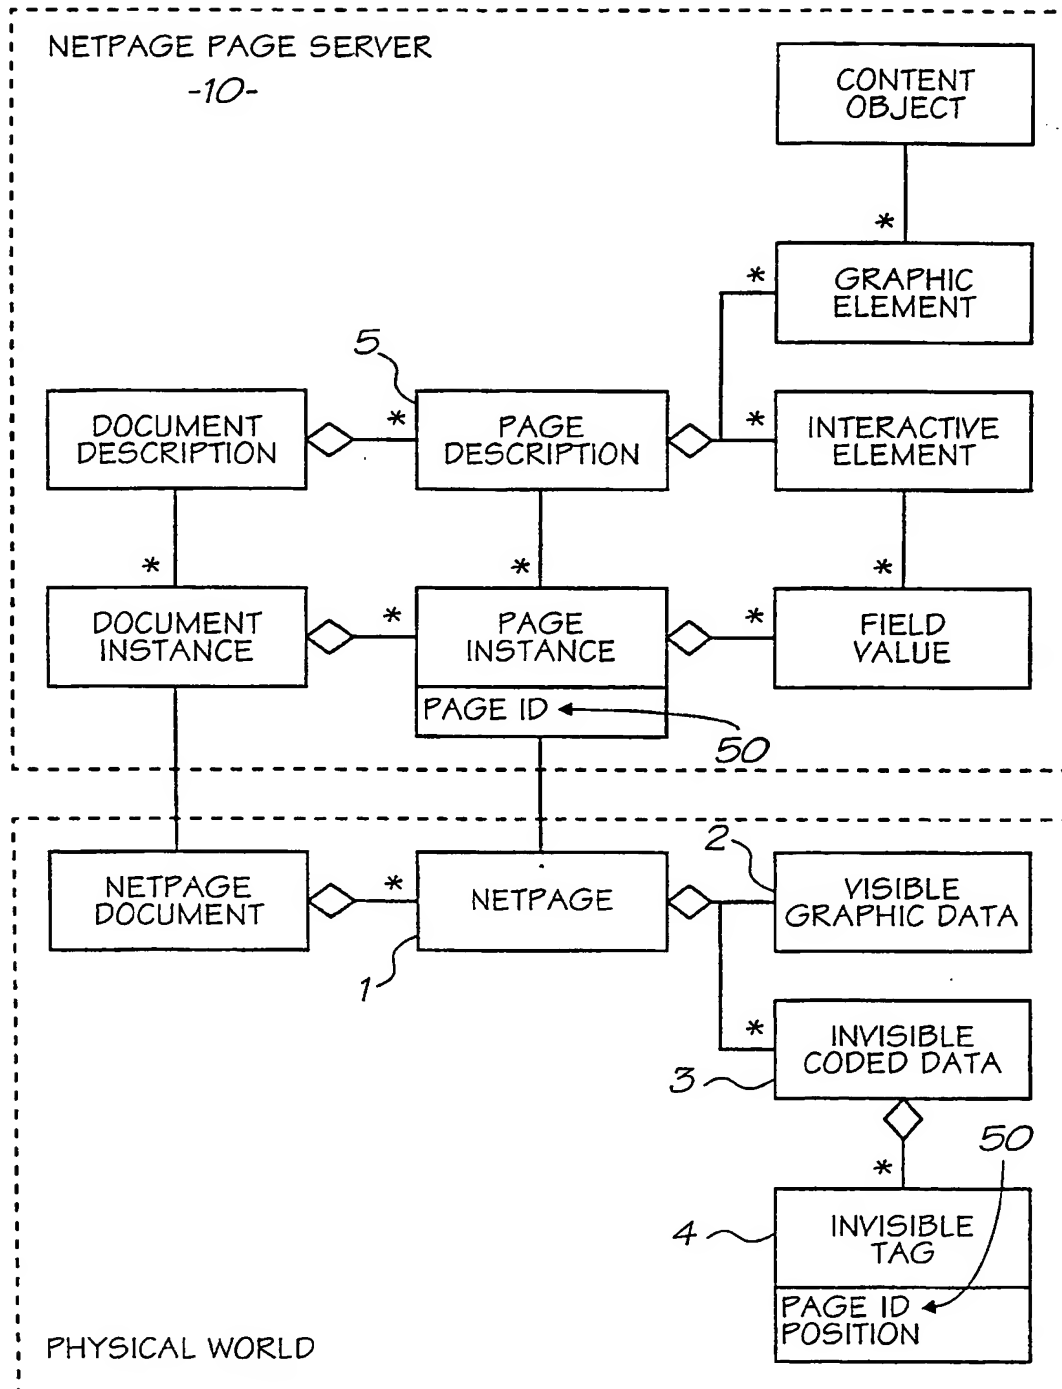 NETPAGE PAGE SERVER
-10-
CONTENT
OBJECT
*
GRAPHIC
ELEMENT
*
5
DOCUMENT
DESCRIPTION
*
PAGE
DESCRIPTION
*
INTERACTIVE
ELEMENT
*
*
*
DOCUMENT
INSTANCE
*
PAGE
INSTANCE
*
FIELD
VALUE
PAGE ID
50
NETPAGE
DOCUMENT
*
NETPAGE
1
2
VISIBLE
GRAPHIC DATA
*
INVISIBLE
CODED DATA
3
*
50
4
INVISIBLE
TAG
PAGE ID
POSITION
PHYSICAL WORLD